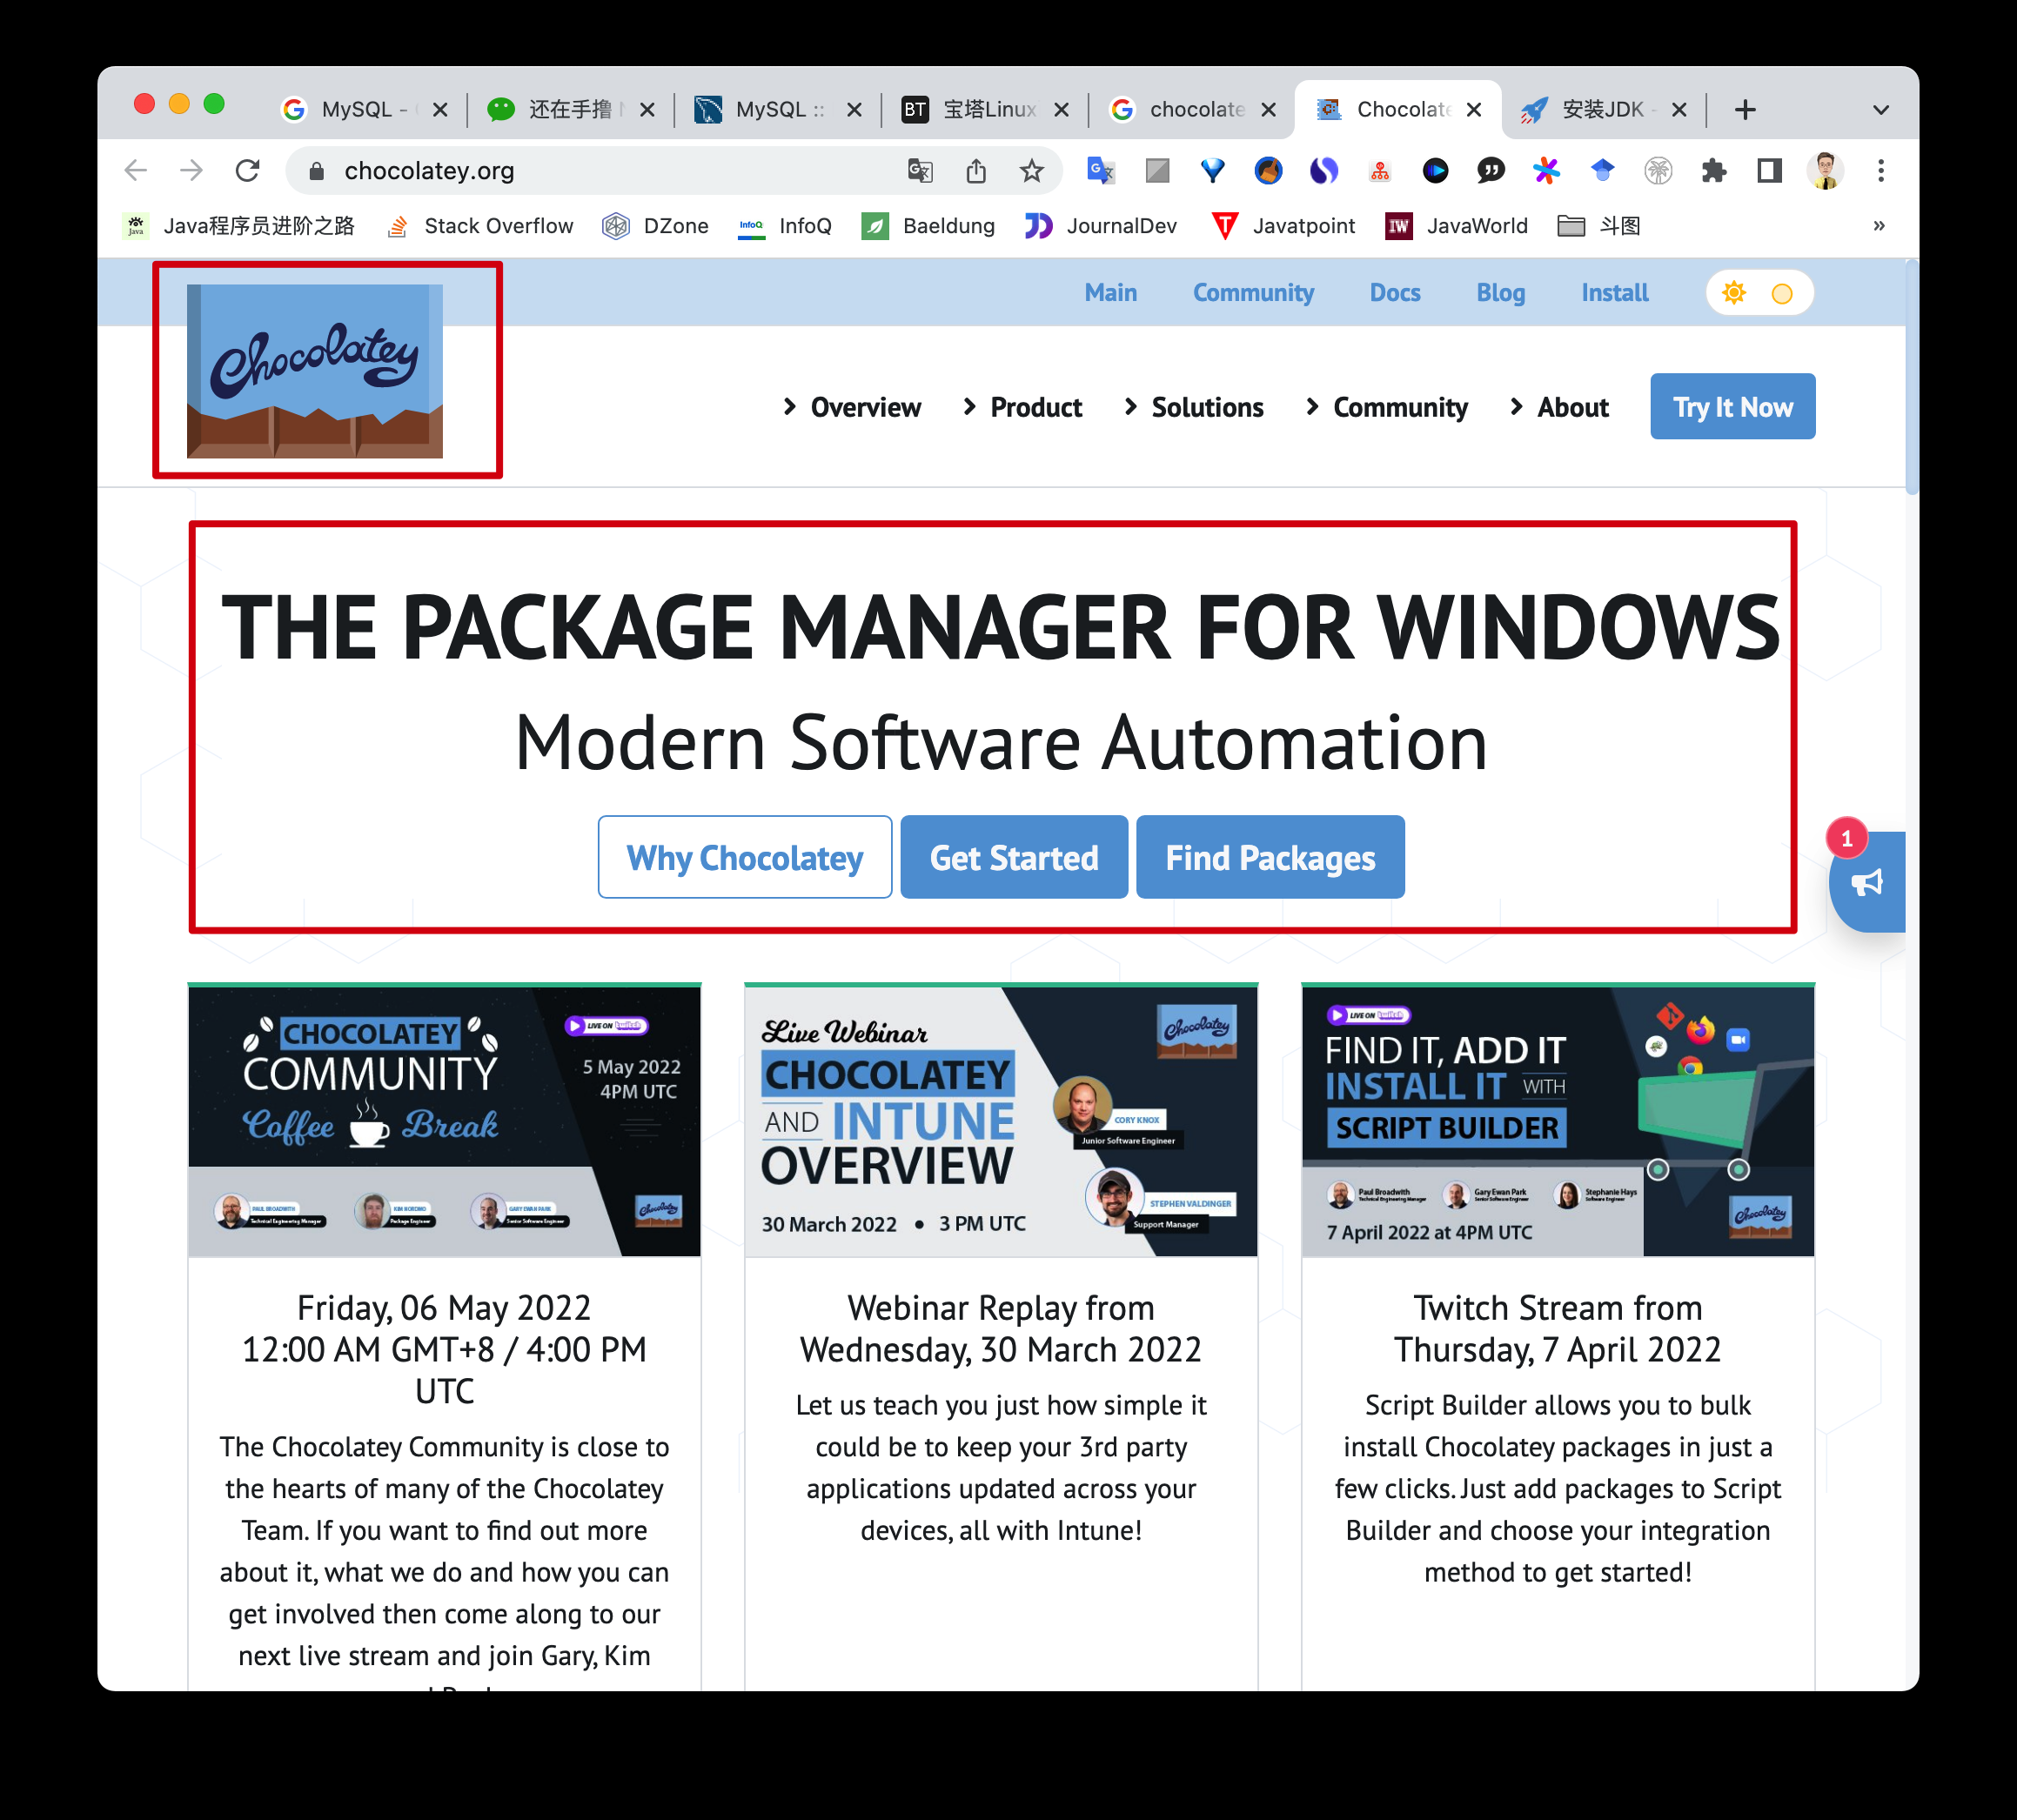 MySQL -
还在手撸
MySQL ::
BT 宝塔Linux
chocolate
Chocolate
安装JDK -
chocolatey.org
Java程序员进阶之路
Stack Overflow
DZone
InfoQ InfoQ
Baeldung
JournalDev
Javatpoint
JavaWorld
斗图
»
Chocolatey
Main Community Docs Blog Install
Overview Product Solutions Community About Try It Now
THE PACKAGE MANAGER FOR WINDOWS
Modern Software Automation
Why Chocolatey Get Started Find Packages
1
CHOCOLATEY
COMMUNITY
Coffee Break
LIVE ON twitch
5 May 2022
4PM UTC
PAUL BROADWITH
Technical Engineering Manager
Package Engineer
GARY EWAN PARK
Senior Software Engineer
Chocolatey
Friday, 06 May 2022
12:00 AM GMT+8 / 4:00 PM
UTC
The Chocolatey Community is close to
the hearts of many of the Chocolatey
Team. If you want to find out more
about it, what we do and how you can
get involved then come along to our
next live stream and join Gary, Kim
Live Webinar
CHOCOLATEY
AND INTUNE
OVERVIEW
30 March 2022 • 3 PM UTC
Chocolatey
CORY KNOX
Junior Software Engineer
STEPHEN VALDINGER
Support Manager
Webinar Replay from
Wednesday, 30 March 2022
Let us teach you just how simple it
could be to keep your 3rd party
applications updated across your
devices, all with Intune!
LIVE ON twitch
FIND IT, ADD IT
INSTALL IT WITH
SCRIPT BUILDER
Paul Broadwith
Technical Engineering Manager
Gary Ewan Park
Senior Software Engineer
Stephanie Hays
Software Engineer
7 April 2022 at 4PM UTC
Chocolatey
Twitch Stream from
Thursday, 7 April 2022
Script Builder allows you to bulk
install Chocolatey packages in just a
few clicks. Just add packages to Script
Builder and choose your integration
method to get started!